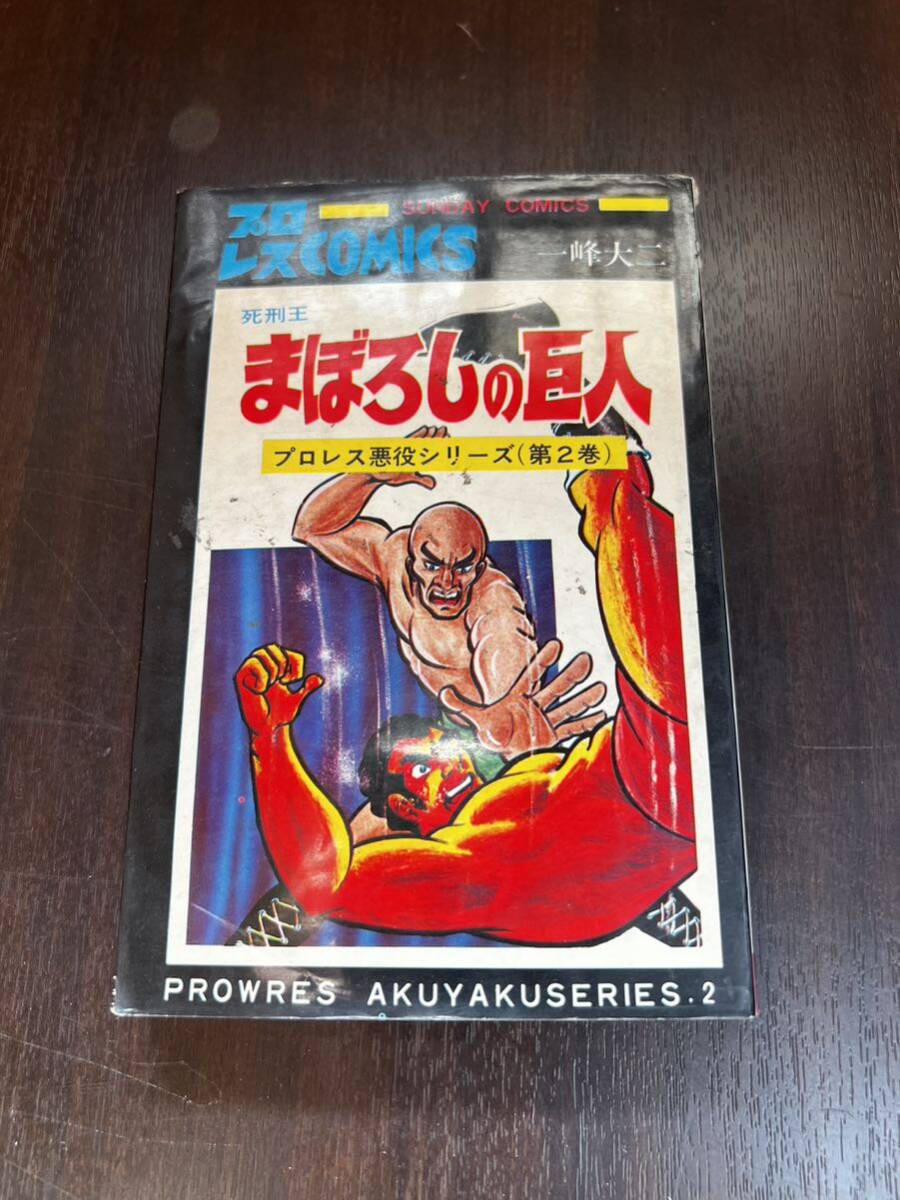 SUNDAY COMICS
プロレスCOMICS
一峰大二
死刑王
まぼろしの巨人
プロレス悪役シリーズ(第2巻)
PROWRES AKUYAKUSERIES.2